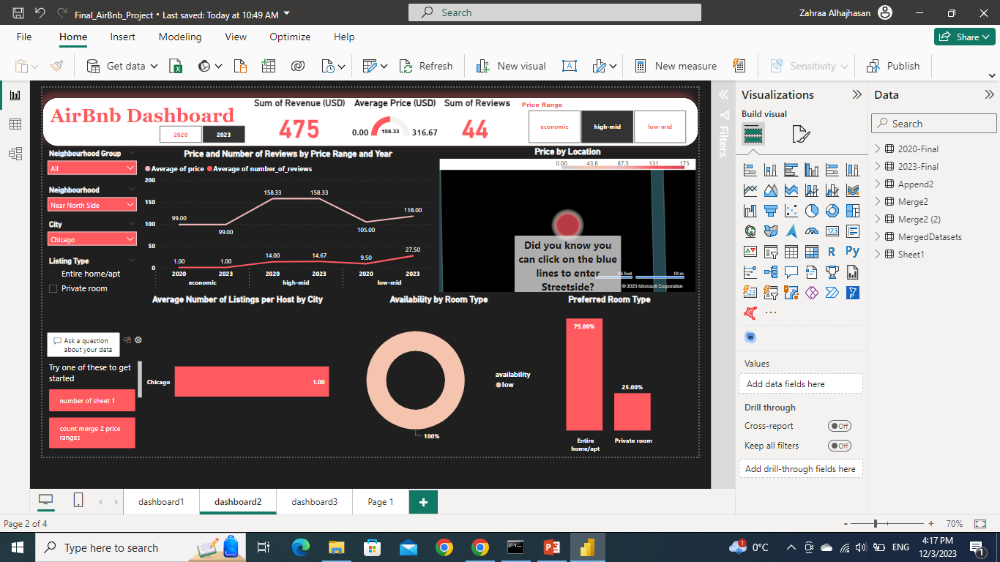 Final_AirBnb_Project • Last saved: Today at 10:49 AM
Search
Zahraa Alhajhasan
File
Home
Insert
Modeling
View
Optimize
Help
Share
Get data
Refresh
New visual
New measure
Sensitivity
Publish
AirBnb Dashboard
2020
2023
Sum of Revenue (USD)
475
Average Price (USD)
0.00
158.33
316.67
Sum of Reviews
44
Price Range
economic
high-mid
low-mid
Neighbourhood Group
All
Neighbourhood
Near North Side
City
Chicago
Listing Type
Entire home/apt
Private room
Price and Number of Reviews by Price Range and Year
Average of price
Average of number_of_reviews
200
150
100
50
0
99.00
99.00
158.33
158.33
105.00
118.00
1.00
1.00
14.00
14.67
9.50
27.50
2020
2023
2020
2023
2020
2023
economic
high-mid
low-mid
Price by Location
0.00
43.8
87.5
131
175
Did you know you
can click on the blue
lines to enter
Streetside?
10 m
© 2023 Microsoft Corporation
Ask a question
about your data
Try one of these to get
started
number of sheet 1
count merge 2 price
ranges
Average Number of Listings per Host by City
Chicago
1.00
Availability by Room Type
100%
availability
low
Preferred Room Type
75.00%
25.00%
Entire
home/apt
Private room
Filters
Visualizations
Build visual
123
R
Py
123
Values
Add data fields here
Drill through
Cross-report
Off
Keep all filters
Off
Add drill-through fields here
Data
Search
2020-Final
2023-Final
Append2
Merge2
Merge2 (2)
MergedDatasets
Sheet1
dashboard1
dashboard2
dashboard3
Page 1
+
Page 2 of 4
-
+
70%
Type here to search
1
0°C
ENG
4:17 PM
12/3/2023
1